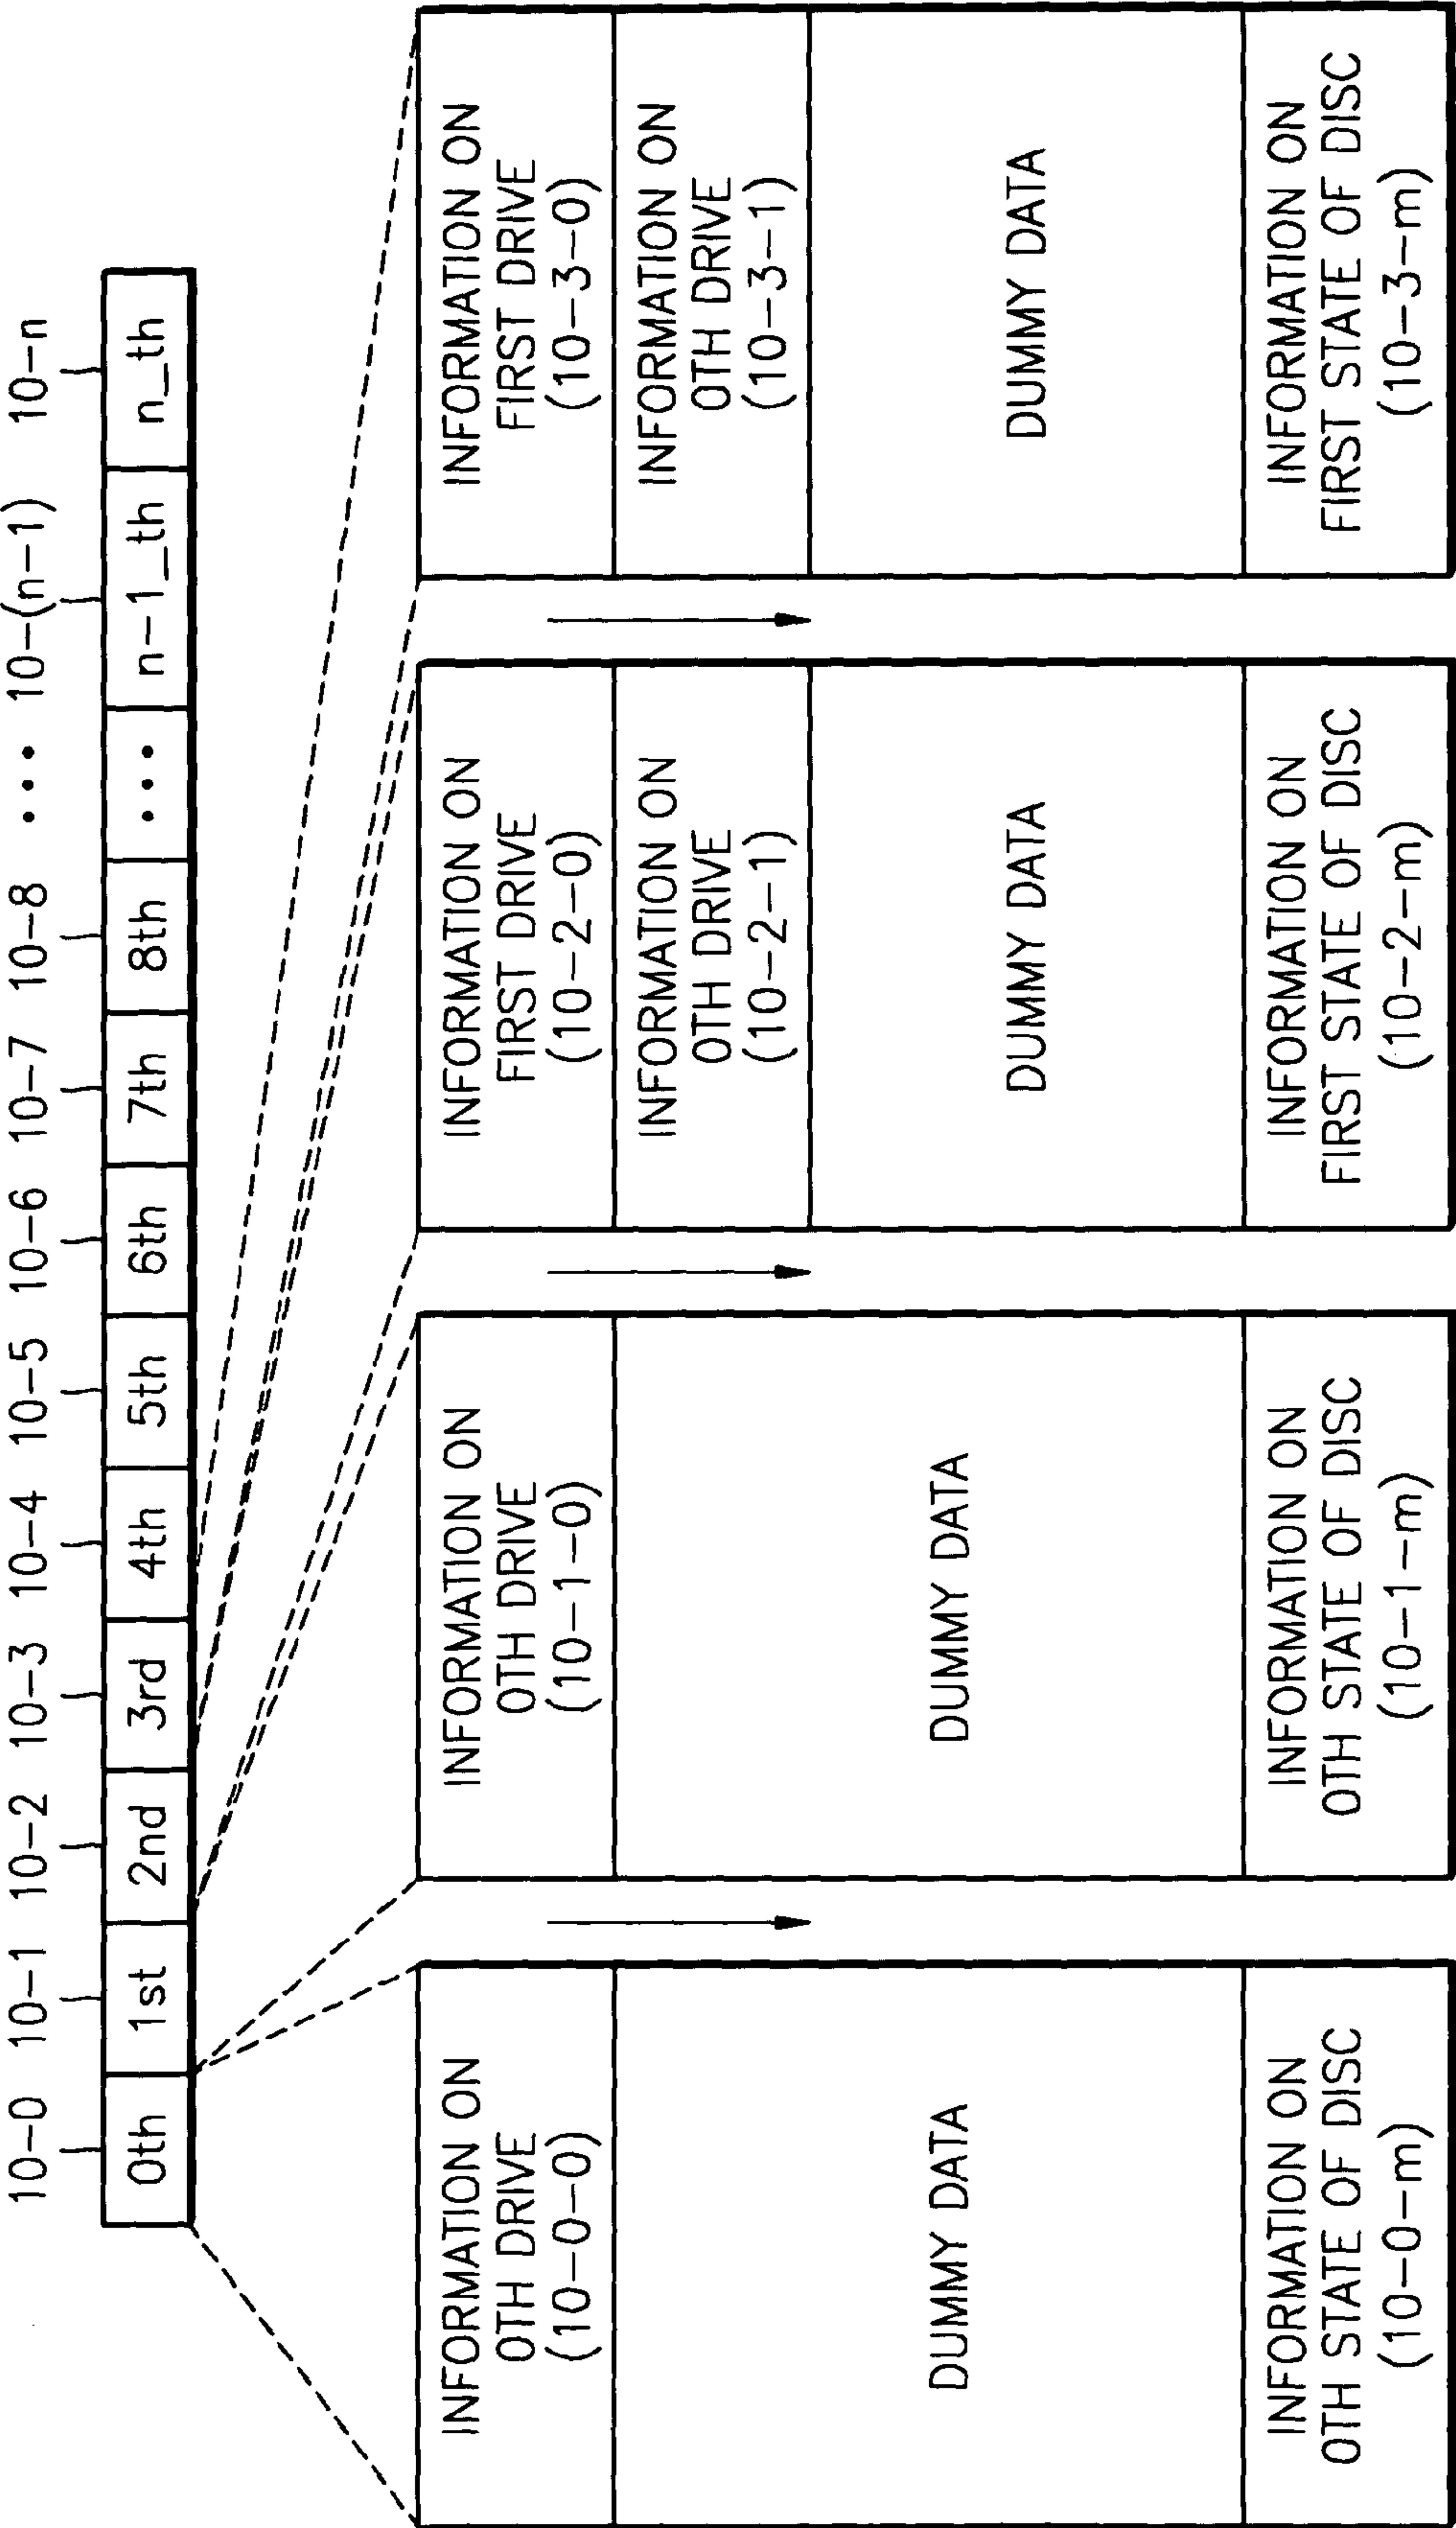 10-0 10-1 10-2 10-3 10-4 10-5 10-6 10-7 10-8 ... 10-(n-1) 10-n
0th 1st 2nd 3rd 4th 5th 6th 7th 8th ... n-1_th n_th
INFORMATION ON
0TH DRIVE
(10-0-0)
DUMMY DATA
INFORMATION ON
0TH STATE OF DISC
(10-0-m)
INFORMATION ON
0TH DRIVE
(10-1-0)
DUMMY DATA
INFORMATION ON
0TH STATE OF DISC
(10-1-m)
INFORMATION ON
FIRST DRIVE
(10-2-0)
INFORMATION ON
0TH DRIVE
(10-2-1)
DUMMY DATA
INFORMATION ON
FIRST STATE OF DISC
(10-2-m)
INFORMATION ON
FIRST DRIVE
(10-3-0)
INFORMATION ON
0TH DRIVE
(10-3-1)
DUMMY DATA
INFORMATION ON
FIRST STATE OF DISC
(10-3-m)